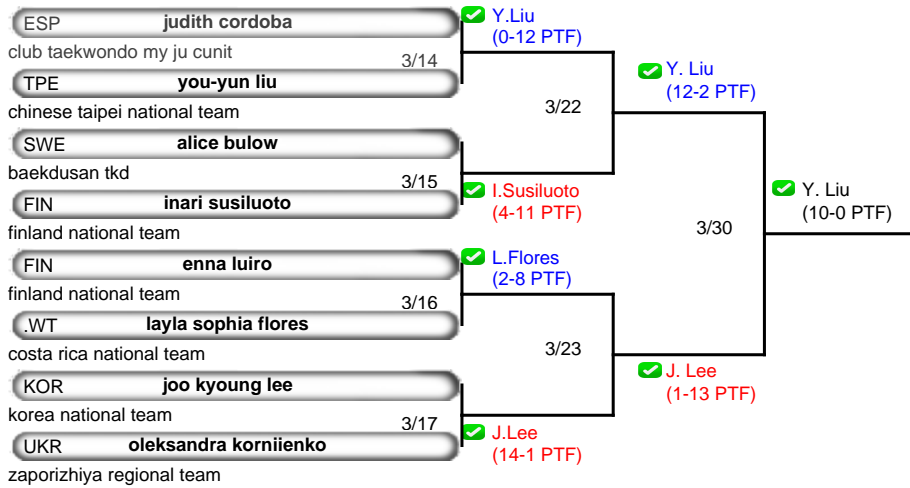 ESP judith cordoba
club taekwondo my ju cunit
3/14
TPE you-yun liu
chinese taipei national team
SWE alice bulow
baekdusan tkd
3/15
FIN inari susiluoto
finland national team
FIN enna luiro
finland national team
3/16
.WT layla sophia flores
costa rica national team
KOR joo kyoung lee
korea national team
3/17
UKR oleksandra korniienko
zaporizhiya regional team
Y.Liu
(0-12 PTF)
3/22
I.Susiluoto
(4-11 PTF)
L.Flores
(2-8 PTF)
3/23
J.Lee
(14-1 PTF)
Y. Liu
(12-2 PTF)
3/30
J. Lee
(1-13 PTF)
Y. Liu
(10-0 PTF)